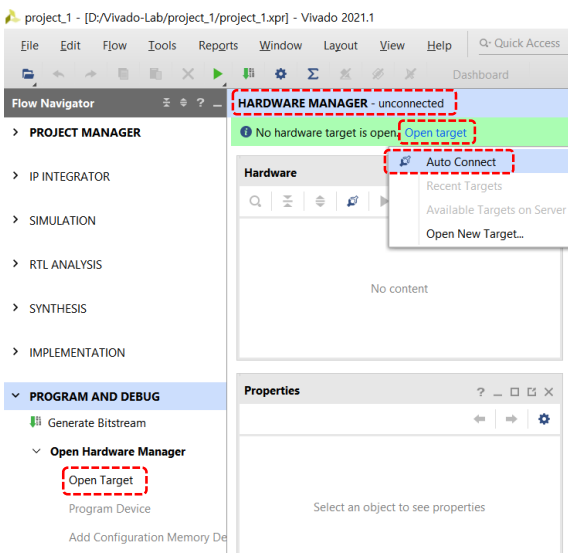 project_1 - [D:/Vivado-Lab/project_1/project_1.xpr] - Vivado 2021.1
File Edit Flow Tools Reports Window Layout View Help Quick Access
Dashboard
Flow Navigator
HARDWARE MANAGER - unconnected
No hardware target is open. Open target
PROJECT MANAGER
IP INTEGRATOR
SIMULATION
RTL ANALYSIS
SYNTHESIS
IMPLEMENTATION
PROGRAM AND DEBUG
Generate Bitstream
Open Hardware Manager
Open Target
Program Device
Add Configuration Memory De
Auto Connect
Recent Targets
Available Targets on Server
Open New Target...
Hardware
No content
Properties
Select an object to see properties